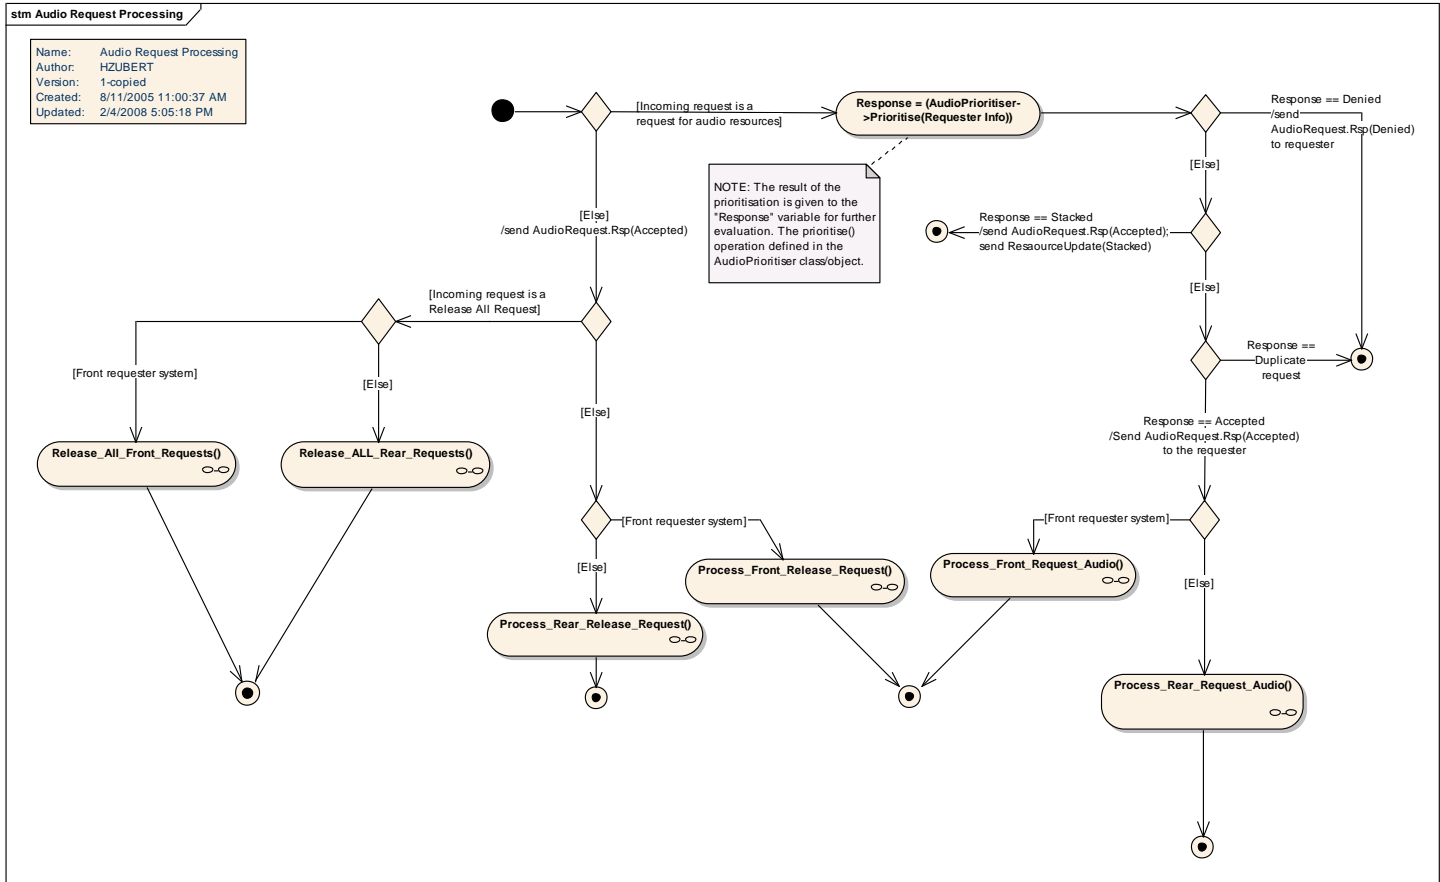 stm Audio Request Processing
Name: Audio Request Processing
Author: HZUBERT
Version: 1-copied
Created: 8/11/2005 11:00:37 AM
Updated: 2/4/2008 5:05:18 PM
[Incoming request is a
request for audio resources]
Response = (AudioPrioritiser-
>Prioritise(Requester Info))
Response == Denied
/send
AudioRequest.Rsp(Denied)
to requester
[Else]
NOTE: The result of the
prioritisation is given to the
"Response" variable for further
evaluation. The prioritise()
operation defined in the
AudioPrioritiser class/object.
[Else]
/send AudioRequest.Rsp(Accepted)
Response == Stacked
/send AudioRequest.Rsp(Accepted);
send ResaourceUpdate(Stacked)
[Else]
[Incoming request is a
Release All Request]
Response ==
Duplicate
request
[Front requester system]
[Else]
[Else]
Response == Accepted
/Send AudioRequest.Rsp(Accepted)
to the requester
Release_All_Front_Requests()
Release_ALL_Rear_Requests()
[Front requester system]
[Front requester system]
[Else]
Process_Front_Release_Request()
Process_Front_Request_Audio()
[Else]
Process_Rear_Release_Request()
Process_Rear_Request_Audio()